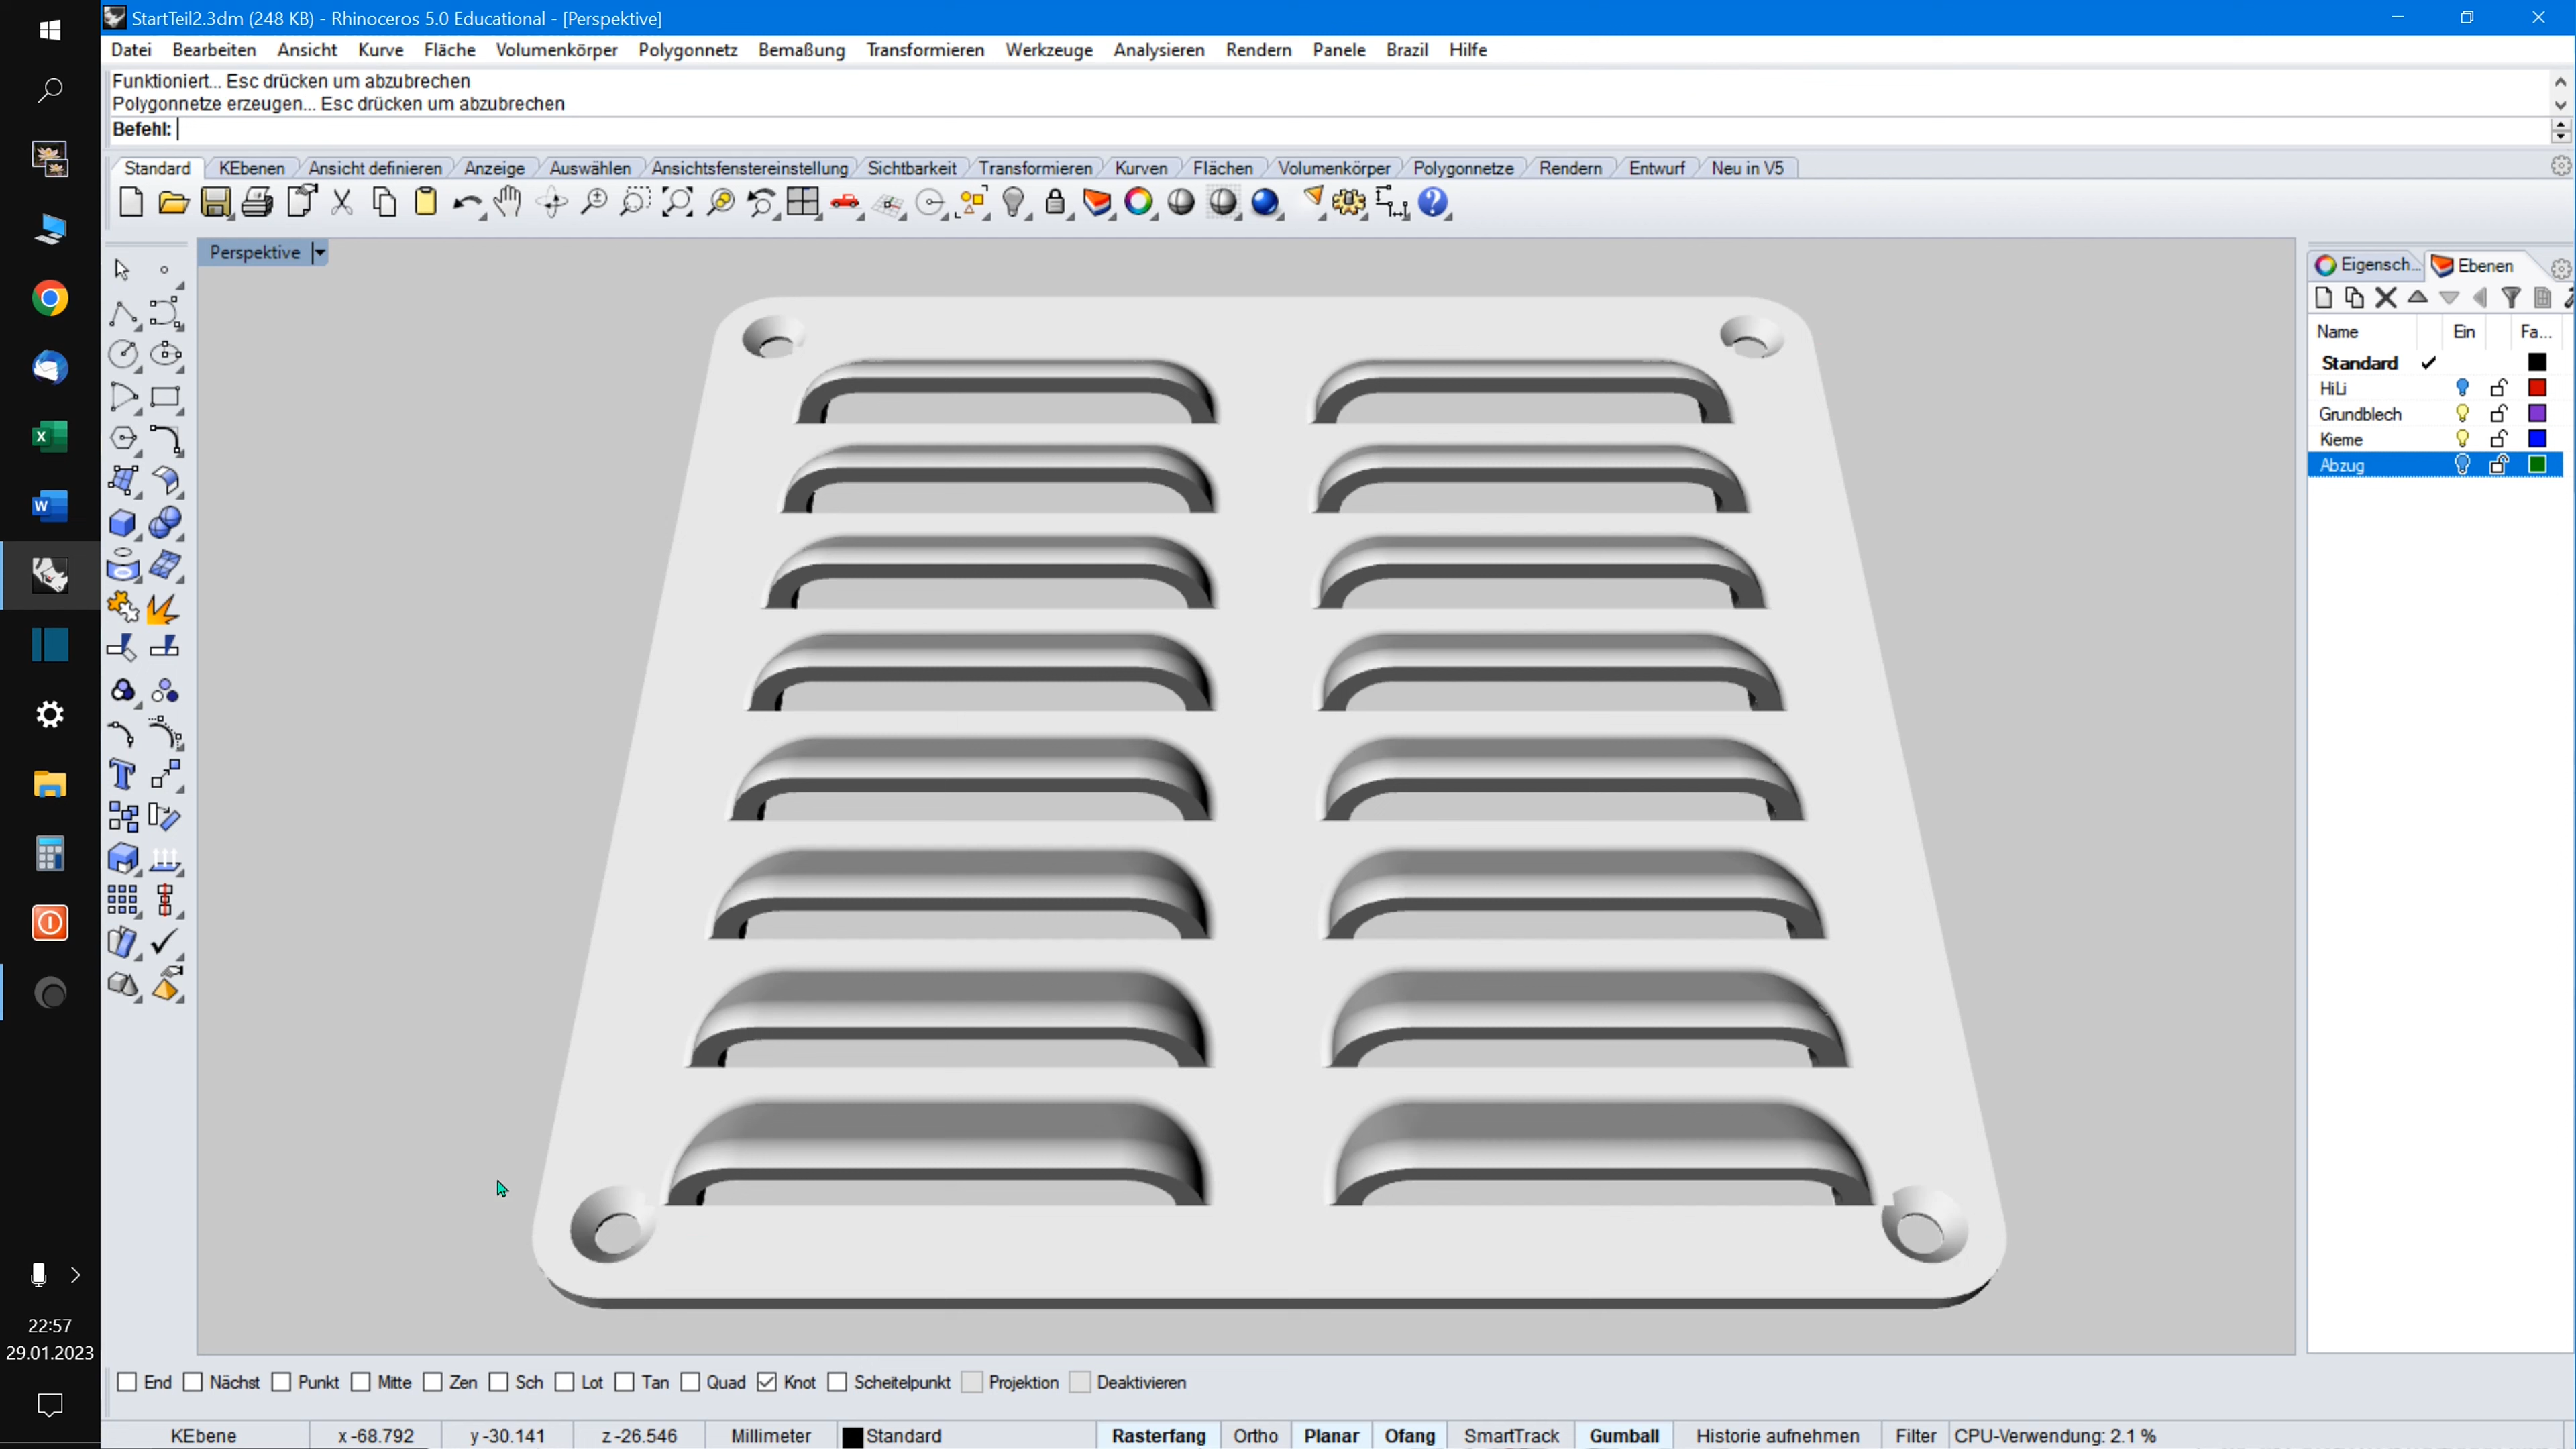 StartTeil2.3dm (248 KB) - Rhinoceros 5.0 Educational - [Perspektive]
Datei Bearbeiten Ansicht Kurve Fläche Volumenkörper Polygonnetz Bemaßung Transformieren Werkzeuge Analysieren Rendern Panele Brazil Hilfe
Funktioniert... Esc drücken um abzubrechen
Polygonnetze erzeugen... Esc drücken um abzubrechen
Befehl:
Standard KEbenen Ansicht definieren Anzeige Auswählen Ansichtsfenstereinstellung Sichtbarkeit Transformieren Kurven Flächen Volumenkörper Polygonnetze Rendern Entwurf Neu in V5
Perspektive
Eigensch... Ebenen
Name Ein Fa...
Standard
HiLi
Grundblech
Kieme
Abzug
22:57
29.01.2023
End Nächst Punkt Mitte Zen Sch Lot Tan Quad Knot Scheitelpunkt Projektion Deaktivieren
KEbene x -68.792 y -30.141 z -26.546 Millimeter Standard Rasterfang Ortho Planar Ofang SmartTrack Gumball Historie aufnehmen Filter CPU-Verwendung: 2.1 %